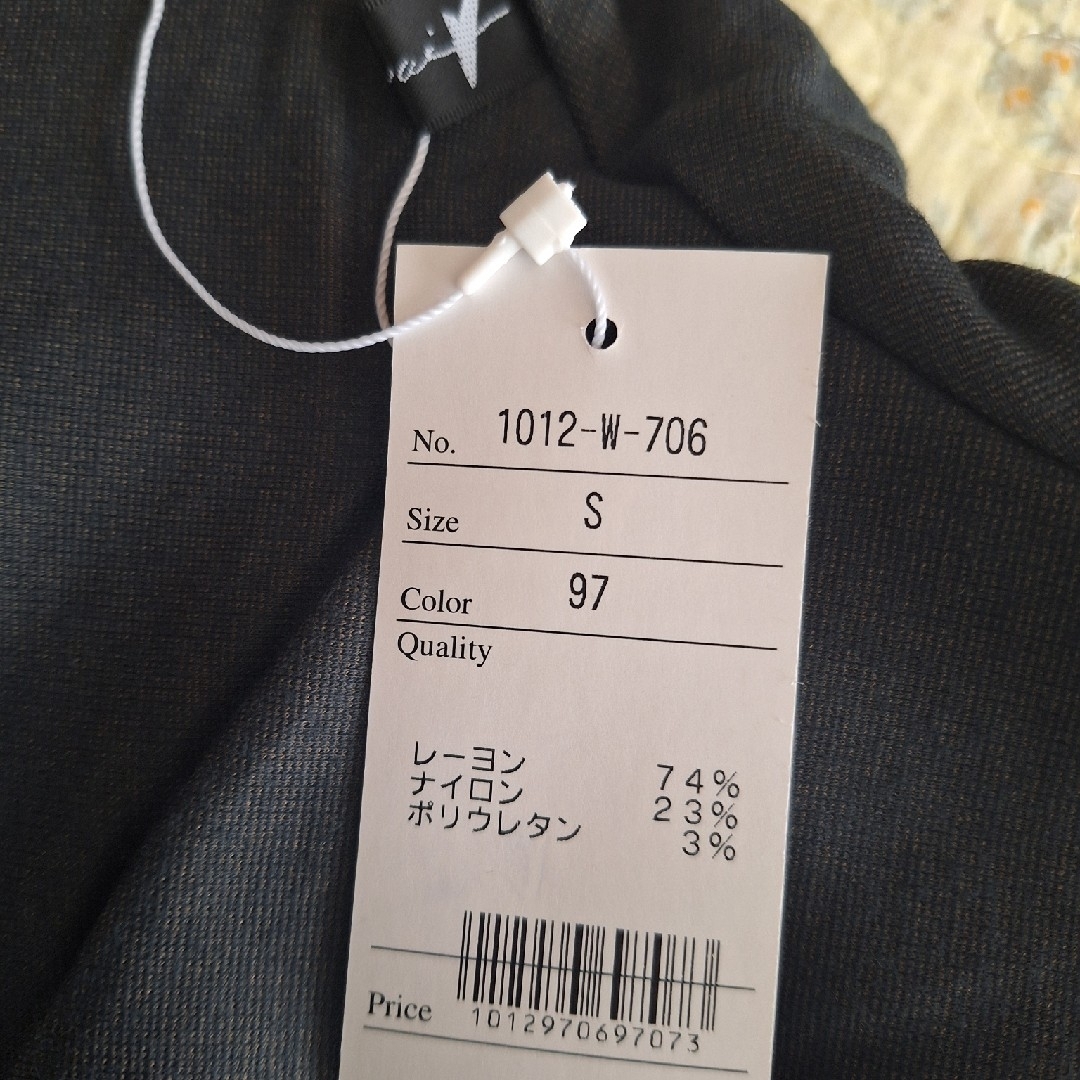 No. 1012-W-706
Size S
Color 97
Quality
レーヨン 74%
ナイロン 23%
ポリウレタン 3%
1012970697073
Price